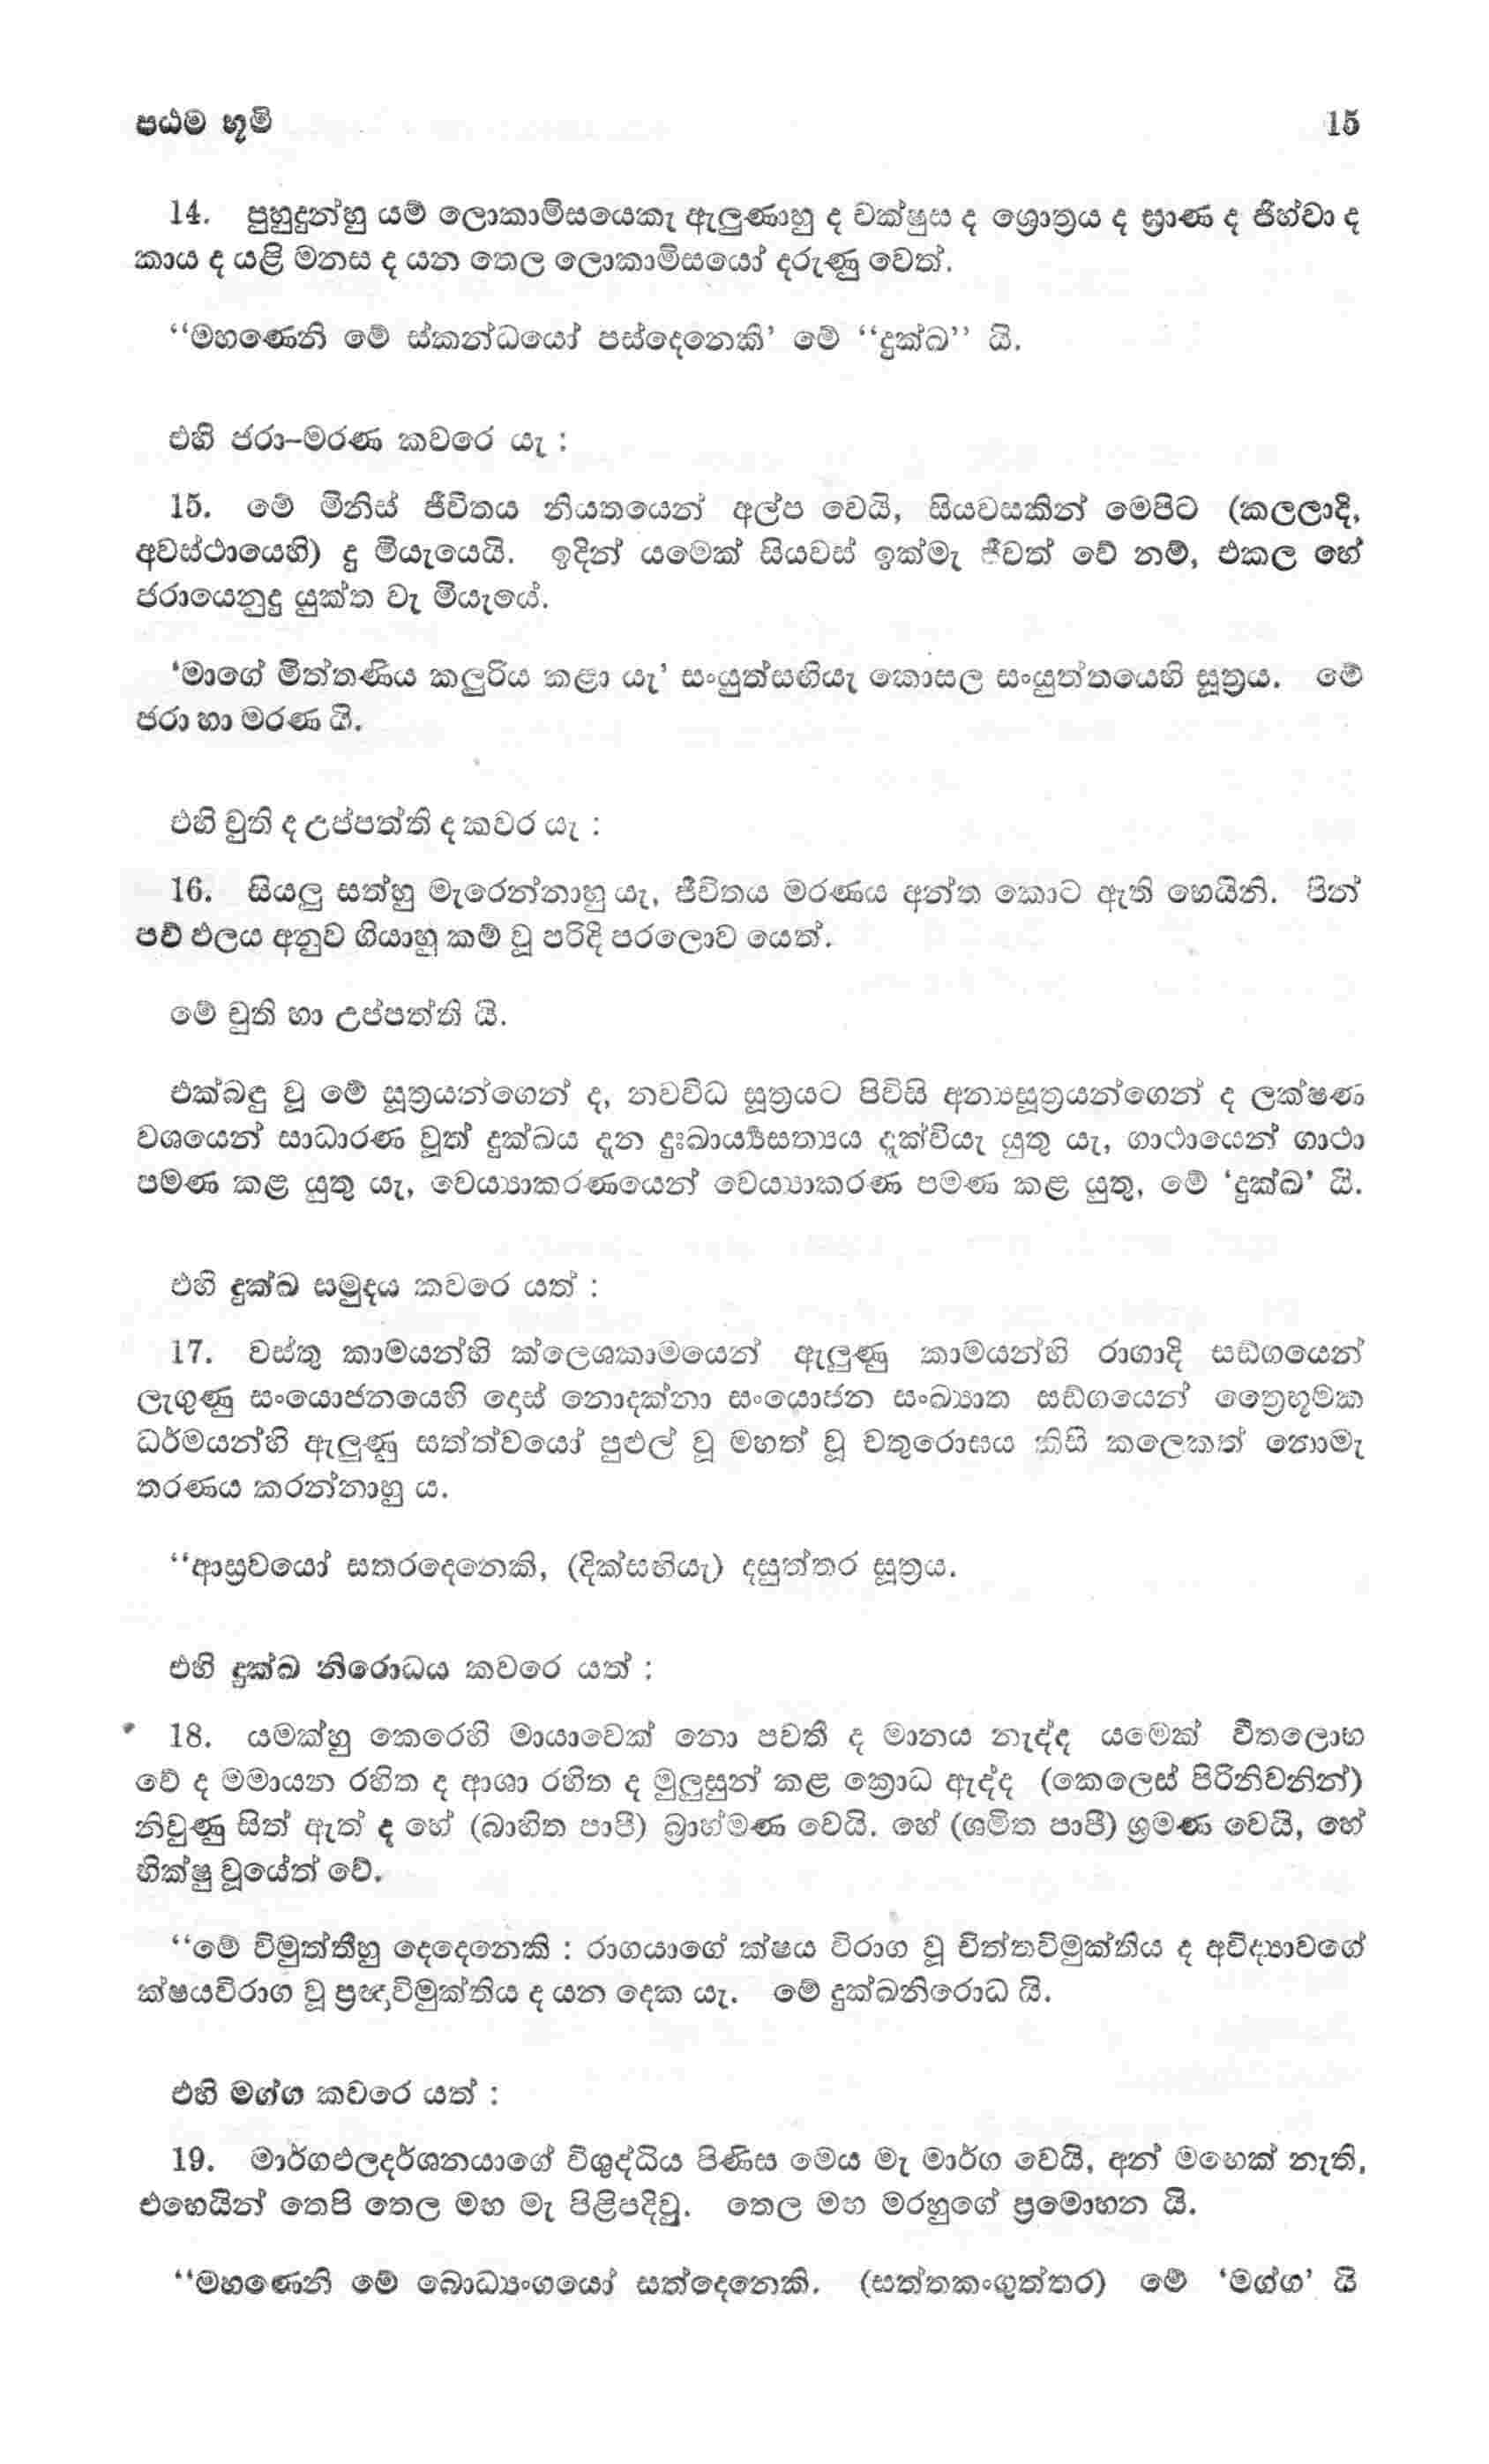 පඨම භූමි 15
14. පුහුදුන්හු යම් ලොකාමිසයෙකැ ඇලුණාහු ද චක්ෂුස ද ශ්‍රොත්‍රය ද ඝ්‍රාණ ද ජිහ්වා ද
කාය ද යළි මනස ද යන තෙල ලොකාමිසයෝ දරුණු වෙත්.
“මහණෙනි මේ ස්කන්ධයෝ පස්දෙනෙකි’ මේ “දුක්ඛ” යි.
එහි ජරා–මරණ කවරෙ යැ :
15. මේ මිනිස් ජීවිතය නියතයෙන් අල්ප වෙයි, සියවසකින් මෙපිට (කලලාදි,
අවස්ථායෙහි) දු මියැයෙයි. ඉදින් යමෙක් සියවස් ඉක්මැ ජීවත් වේ නම්, එකල හේ
ජරායෙනුදු යුක්ත වැ මියැයේ.
‘මාගේ මිත්තණිය කලුරිය කළා යැ’ සංයුත්සඟියැ කොසල සංයුත්තයෙහි සූත්‍රය. මේ
ජරා හා මරණ යි.
එහි චුති ද උප්පත්ති ද කවර යැ :
16. සියලු සත්හු මැරෙන්නාහු යැ, ජීවිතය මරණය අන්ත කොට ඇති හෙයිනි. පින්
පව් ඵලය අනුව ගියාහු කම් වූ පරිදි පරලොව යෙත්.
මේ චුති හා උප්පත්ති යි.
එක්බඳු වූ මේ සූත්‍රයන්ගෙන් ද, නවවිධ සූත්‍රයට පිවිසි අන්‍යසූත්‍රයන්ගෙන් ද ලක්ෂණ
වශයෙන් සාධාරණ වූත් දුක්ඛය දැන දුඃඛාර්‍ය්‍යසත්‍යය දැක්වියැ යුතු යැ, ගාථායෙන් ගාථා
පමණ කළ යුතු යැ, වෙය්‍යාකරණයෙන් වෙය්‍යාකරණ පමණ කළ යුතු, මේ ‘දුක්ඛ’ යි.
එහි දුක්ඛ සමුදය කවරෙ යත් :
17. වස්තු කාමයන්හි ක්ලෙශකාමයෙන් ඇලුණු කාමයන්හි රාගාදි සඬ්ගයෙන්
ලැගුණු සංයොජනයෙහි දොස් නොදක්නා සංයොජන සංඛ්‍යාත සඬ්ගයෙන් ත්‍රෛභූමක
ධර්මයන්හි ඇලුණු සත්ත්වයෝ පුළුල් වූ මහත් වූ චතුරොඝය කිසි කලෙකත් නොමැ
තරණය කරන්නාහු ය.
“ආස්‍රවයෝ සතරදෙනෙකි, (දික්සඟියැ) දසුත්තර සූත්‍රය.
එහි දුක්ඛ නිරොධය කවරෙ යත් :
18. යමක්හු කෙරෙහි මායාවෙක් නො පවතී ද මානය නැද්ද යමෙක් වීතලොභ
වේ ද මමායන රහිත ද ආශා රහිත ද මුලුසුන් කළ ක්‍රොධ ඇද්ද (කෙලෙස් පිරිනිවනින්)
නිවුණු සිත් ඇත් ද හේ (බාහිත පාපී) බ්‍රාහ්මණ වෙයි. හේ (ශමිත පාපී) ශ්‍රමණ වෙයි, හේ
භික්ෂු වූයේත් වේ.
“මේ විමුත්තීහු දෙදෙනෙකි : රාගයාගේ ක්ෂය විරාග වූ චිත්තවිමුක්තිය ද අවිද්‍යාවගේ
ක්ෂයවිරාග වූ ප්‍රඥාවිමුක්තිය ද යන දෙක යැ. මේ දුක්ඛනිරොධ යි.
එහි මග්ග කවරෙ යත් :
19. මාර්ගඵලදර්ශනයාගේ විශුද්ධිය පිණිස මෙය මැ මාර්ග වෙයි, අන් මඟෙක් නැති,
එහෙයින් තෙපි තෙල මඟ මැ පිළිපදිවු. තෙල මඟ මරහුගේ ප්‍රමොහන යි.
“මහණෙනි මේ බොධ්‍යංගයෝ සත්දෙනෙකි. (සත්තකංගුත්තර) මේ ‘මග්ග’ යි